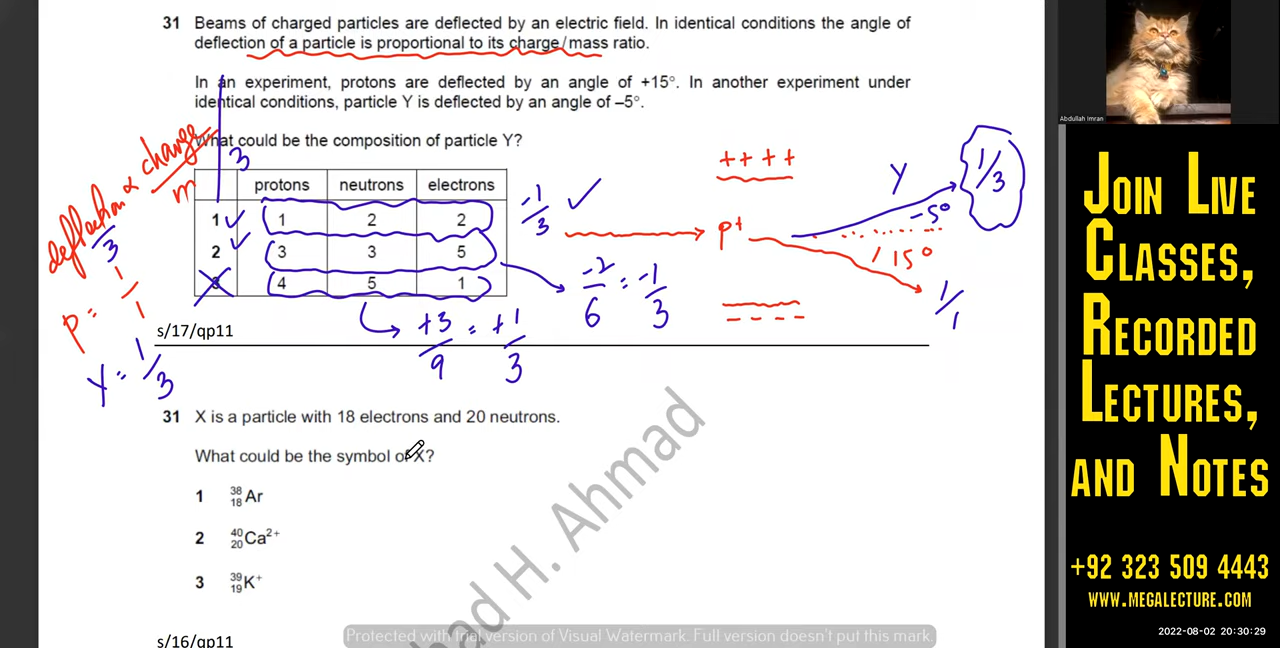 31 Beams of charged particles are deflected by an electric field. In identical conditions the angle of
deflection of a particle is proportional to its charge/mass ratio.
In an experiment, protons are deflected by an angle of +15°. In another experiment under
identical conditions, particle Y is deflected by an angle of –5°.
What could be the composition of particle Y?
deflection ∝ charge/m
3
1/3
p = 1/1
Y = 1/3
protons neutrons electrons
1 1 2 2
2 3 3 5
3 4 5 1
-1/3 ✓
-2/6 = -1/3
+3/9 = +1/3
++++
p+
Y
-5°
15°
1/3
1/1
----
s/17/qp11
31 X is a particle with 18 electrons and 20 neutrons.
What could be the symbol of X?
1 ³⁸₁₈Ar
2 ⁴⁰₂₀Ca²⁺
3 ³⁹₁₉K⁺
s/16/qp11
ad H. Ahmad
Protected with trial version of Visual Watermark. Full version doesn't put this mark.
Abdullah Imran
Join Live
Classes,
Recorded
Lectures,
and Notes
+92 323 509 4443
www.megalecture.com
2022-08-02 20:30:29